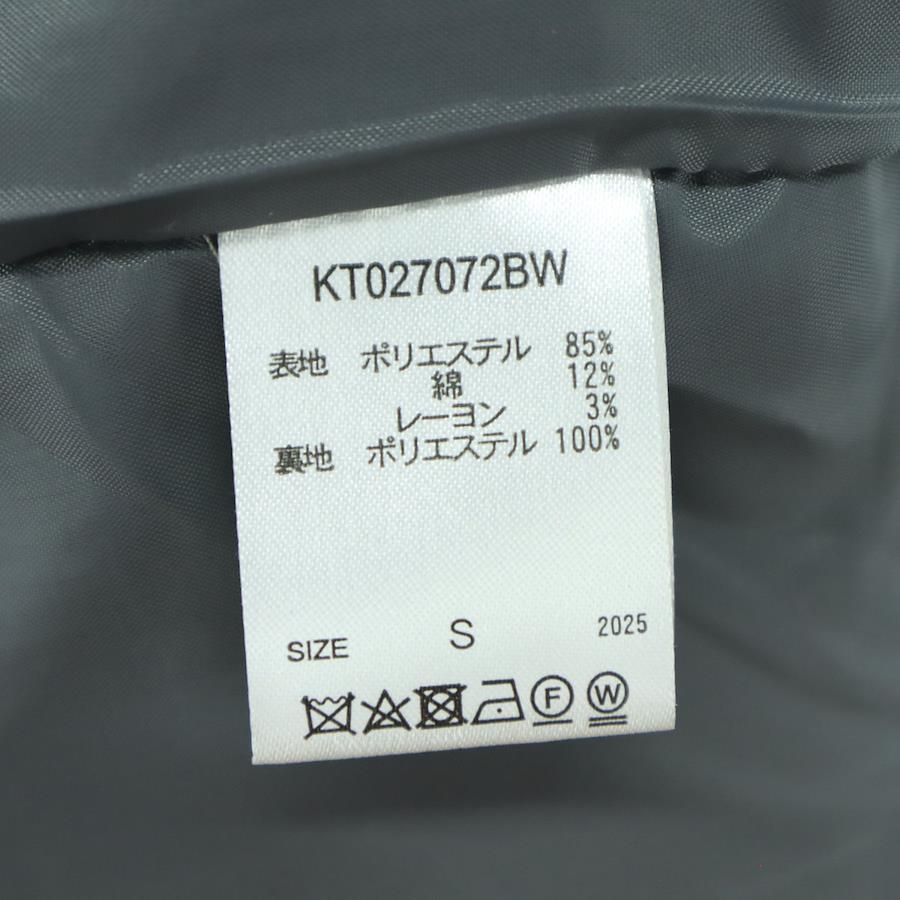 KT027072BW
表地 ポリエステル 85%
綿 12%
レーヨン 3%
裏地 ポリエステル 100%
SIZE S 2025
F W